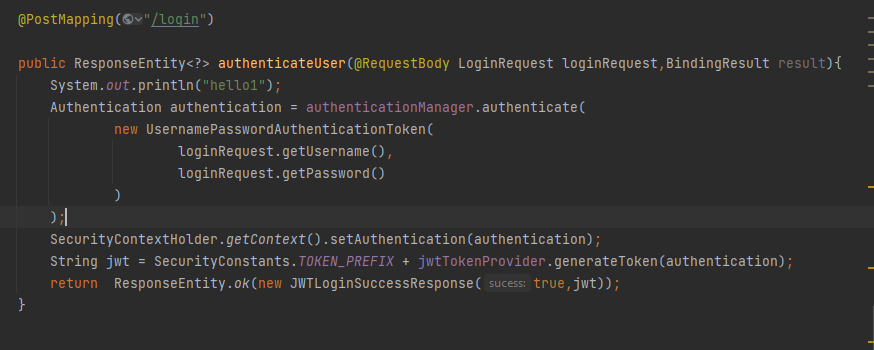 @PostMapping("/login")
public ResponseEntity<?> authenticateUser(@RequestBody LoginRequest loginRequest,BindingResult result){
System.out.println("hello1");
Authentication authentication = authenticationManager.authenticate(
new UsernamePasswordAuthenticationToken(
loginRequest.getUsername(),
loginRequest.getPassword()
)
);
SecurityContextHolder.getContext().setAuthentication(authentication);
String jwt = SecurityConstants.TOKEN_PREFIX + jwtTokenProvider.generateToken(authentication);
return  ResponseEntity.ok(new JWTLoginSuccessResponse( sucess: true,jwt));
}